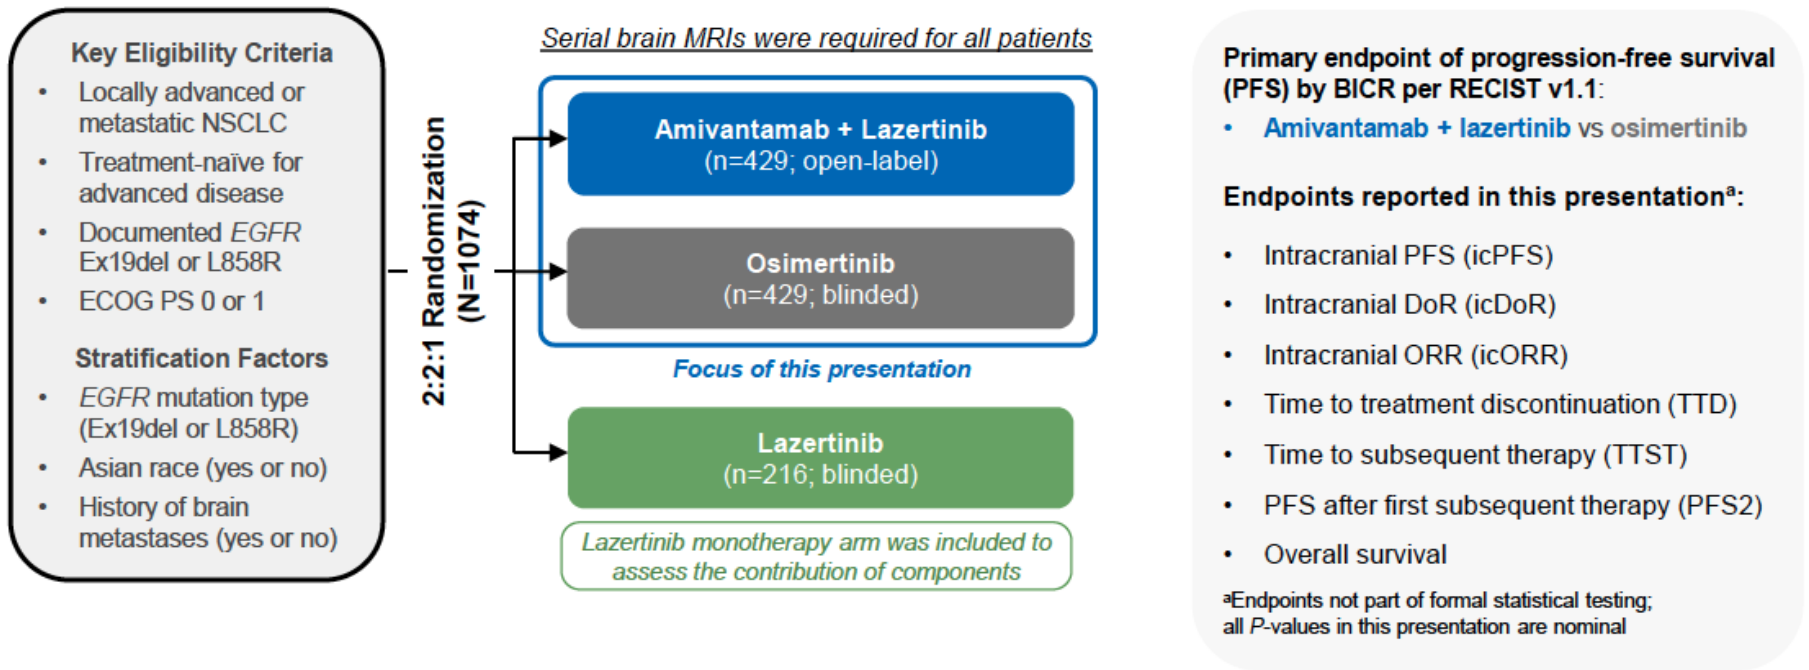 Key Eligibility Criteria
• Locally advanced or
metastatic NSCLC
• Treatment-naïve for
advanced disease
• Documented EGFR
Ex19del or L858R
• ECOG PS 0 or 1
Stratification Factors
• EGFR mutation type
(Ex19del or L858R)
• Asian race (yes or no)
• History of brain
metastases (yes or no)
2:2:1 Randomization
(N=1074)
Serial brain MRIs were required for all patients
Amivantamab + Lazertinib
(n=429; open-label)
Osimertinib
(n=429; blinded)
Focus of this presentation
Lazertinib
(n=216; blinded)
Lazertinib monotherapy arm was included to
assess the contribution of components
Primary endpoint of progression-free survival
(PFS) by BICR per RECIST v1.1:
• Amivantamab + lazertinib vs osimertinib
Endpoints reported in this presentationᵃ:
• Intracranial PFS (icPFS)
• Intracranial DoR (icDoR)
• Intracranial ORR (icORR)
• Time to treatment discontinuation (TTD)
• Time to subsequent therapy (TTST)
• PFS after first subsequent therapy (PFS2)
• Overall survival
ᵃEndpoints not part of formal statistical testing;
all P-values in this presentation are nominal